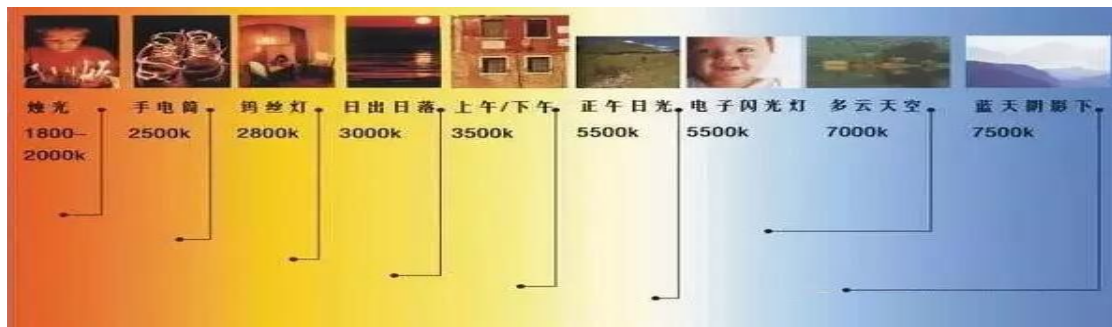 烛光
1800–
2000k
手电筒
2500k
钨丝灯
2800k
日出日落
3000k
上午/下午
3500k
正午日光
5500k
电子闪光灯
5500k
多云天空
7000k
蓝天阴影下
7500k